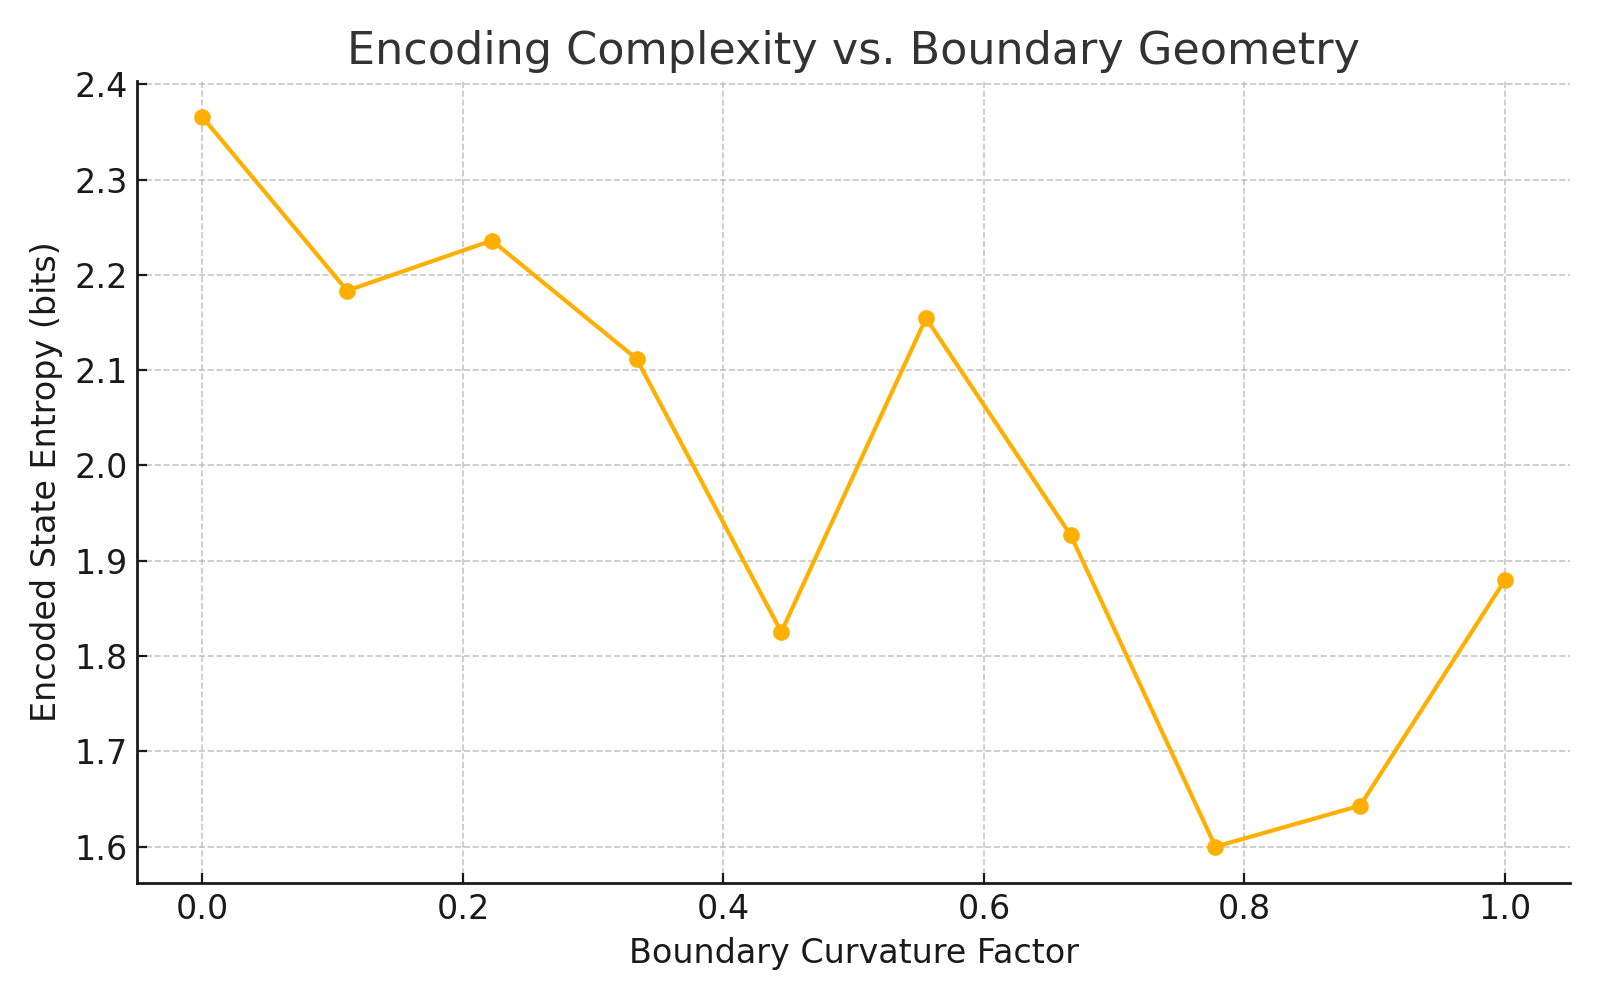 Encoding Complexity vs. Boundary Geometry
Encoded State Entropy (bits)
2.4
2.3
2.2
2.1
2.0
1.9
1.8
1.7
1.6
0.0 0.2 0.4 0.6 0.8 1.0
Boundary Curvature Factor